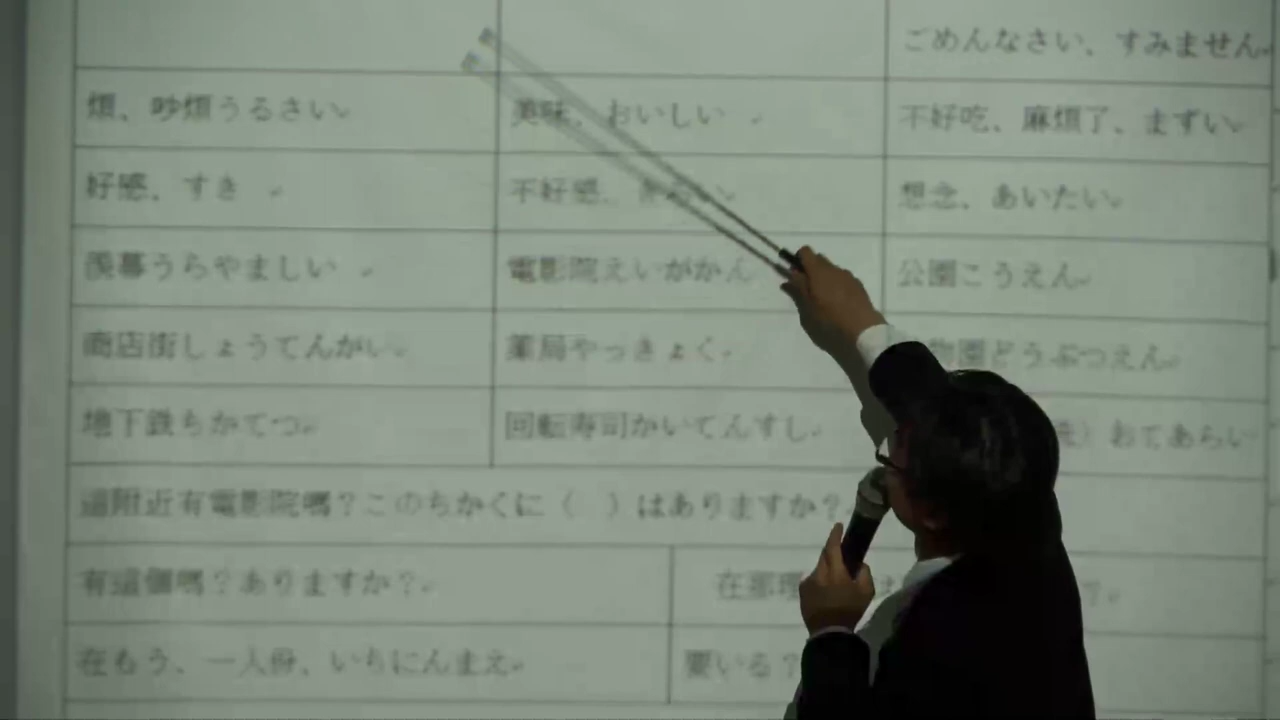 ごめんなさい、すみません
煩、吵煩うるさい
美味、おいしい
不好吃、麻煩了、まずい
好感、すき
不好感、
想念、あいたい
羨慕うらやましい
電影院えいがかん
公園こうえん
商店街しょうてんがい
薬局やっきょく
物園どうぶつえん
地下鉄ちかてつ
回転寿司かいてんすし
おてあらい
這附近有電影院嗎？このちかくに（ ）はありますか？
有這個嗎？ありますか？
在那理
在もう、一人份、いちにんまえ
要いる？